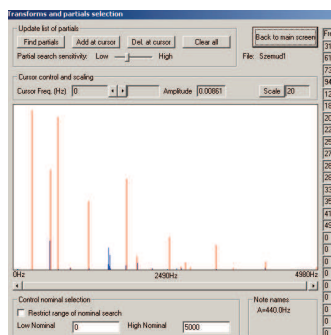 Transforms and partials selection
Update list of partials
Find partials
Add at cursor
Del. at cursor
Clear all
Back to main screen
Partial search sensitivity: Low
High
File: Szemud1
Cursor control and scaling
Cursor Freq. (Hz) 0
Amplitude 0.00861
Scale 20
0Hz
2490Hz
4980Hz
Control nominal selection
Restrict range of nominal search
Low Nominal 0
High Nominal 5000
Note names
A=440.0Hz